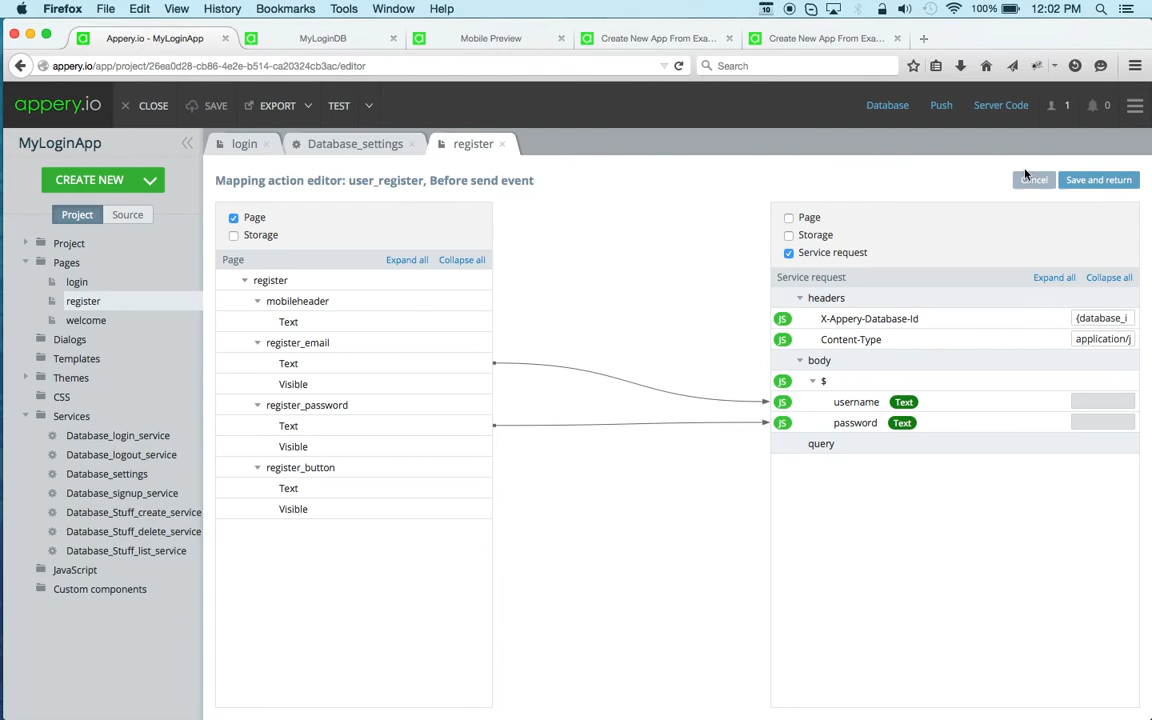 Firefox File Edit View History Bookmarks Tools Window Help 10 100% 12:02 PM
Appery.io - MyLoginApp MyLoginDB Mobile Preview Create New App From Exa... Create New App From Exa...
appery.io/app/project/26ea0d28-cb86-4e2e-b514-ca20324cb3ac/editor Search
appery.io CLOSE SAVE EXPORT TEST Database Push Server Code 1 0
MyLoginApp
login Database_settings register
CREATE NEW
Mapping action editor: user_register, Before send event
Cancel Save and return
Project Source
Project
Pages
login
register
welcome
Dialogs
Templates
Themes
CSS
Services
Database_login_service
Database_logout_service
Database_settings
Database_signup_service
Database_Stuff_create_service
Database_Stuff_delete_service
Database_Stuff_list_service
JavaScript
Custom components
Page
Storage
Page Expand all Collapse all
register
mobileheader
Text
register_email
Text
Visible
register_password
Text
Visible
register_button
Text
Visible
Page
Storage
Service request
Service request Expand all Collapse all
headers
JS X-Appery-Database-Id {database_i
JS Content-Type application/j
body
JS $
JS username Text
JS password Text
query